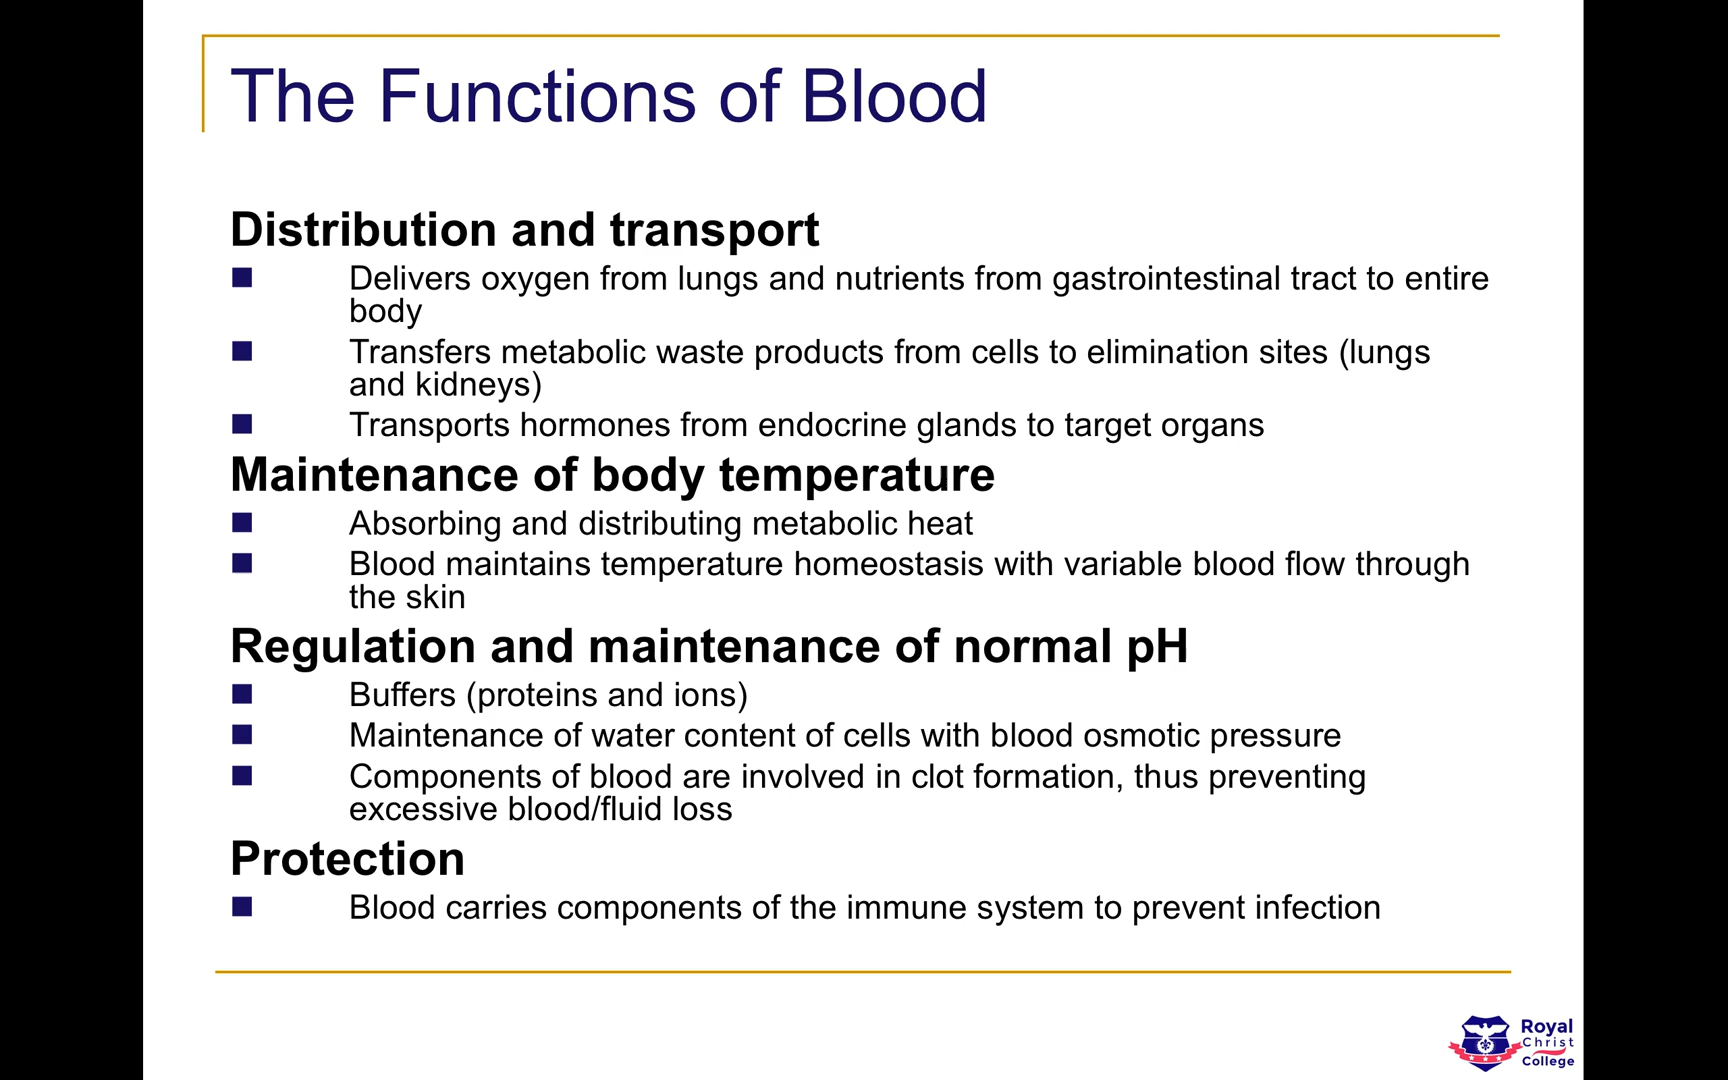 The Functions of Blood
Distribution and transport
Delivers oxygen from lungs and nutrients from gastrointestinal tract to entire
body
Transfers metabolic waste products from cells to elimination sites (lungs
and kidneys)
Transports hormones from endocrine glands to target organs
Maintenance of body temperature
Absorbing and distributing metabolic heat
Blood maintains temperature homeostasis with variable blood flow through
the skin
Regulation and maintenance of normal pH
Buffers (proteins and ions)
Maintenance of water content of cells with blood osmotic pressure
Components of blood are involved in clot formation, thus preventing
excessive blood/fluid loss
Protection
Blood carries components of the immune system to prevent infection
Royal
Christ
College